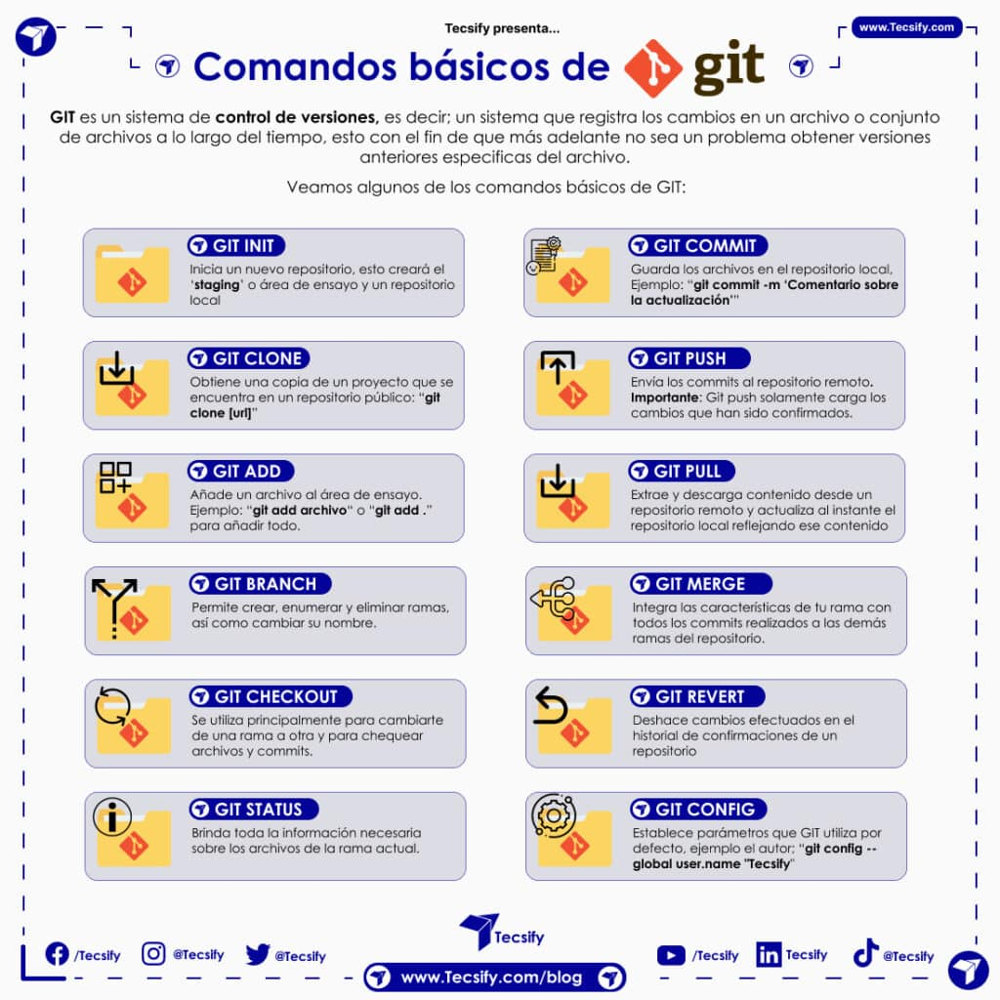 Tecsify presenta...
www.Tecsify.com
Comandos básicos de git
GIT es un sistema de control de versiones, es decir; un sistema que registra los cambios en un archivo o conjunto
de archivos a lo largo del tiempo, esto con el fin de que más adelante no sea un problema obtener versiones
anteriores especificas del archivo.
Veamos algunos de los comandos básicos de GIT:
GIT INIT
Inicia un nuevo repositorio, esto creará el
‘staging’ o área de ensayo y un repositorio
local
GIT COMMIT
Guarda los archivos en el repositorio local,
Ejemplo: “git commit -m ‘Comentario sobre
la actualización’”
GIT CLONE
Obtiene una copia de un proyecto que se
encuentra en un repositorio público: “git
clone [url]”
GIT PUSH
Envía los commits al repositorio remoto.
Importante: Git push solamente carga los
cambios que han sido confirmados.
GIT ADD
Añade un archivo al área de ensayo.
Ejemplo: “git add archivo“ o “git add .”
para añadir todo.
GIT PULL
Extrae y descarga contenido desde un
repositorio remoto y actualiza al instante el
repositorio local reflejando ese contenido
GIT BRANCH
Permite crear, enumerar y eliminar ramas,
así como cambiar su nombre.
GIT MERGE
Integra las características de tu rama con
todos los commits realizados a las demás
ramas del repositorio.
GIT CHECKOUT
Se utiliza principalmente para cambiarte
de una rama a otra y para chequear
archivos y commits.
GIT REVERT
Deshace cambios efectuados en el
historial de confirmaciones de un
repositorio
GIT STATUS
Brinda toda la información necesaria
sobre los archivos de la rama actual.
GIT CONFIG
Establece parámetros que GIT utiliza por
defecto, ejemplo el autor; “git config --
global user.name "Tecsify"
Tecsify
/Tecsify
@Tecsify
@Tecsify
/Tecsify
Tecsify
@Tecsify
www.Tecsify.com/blog